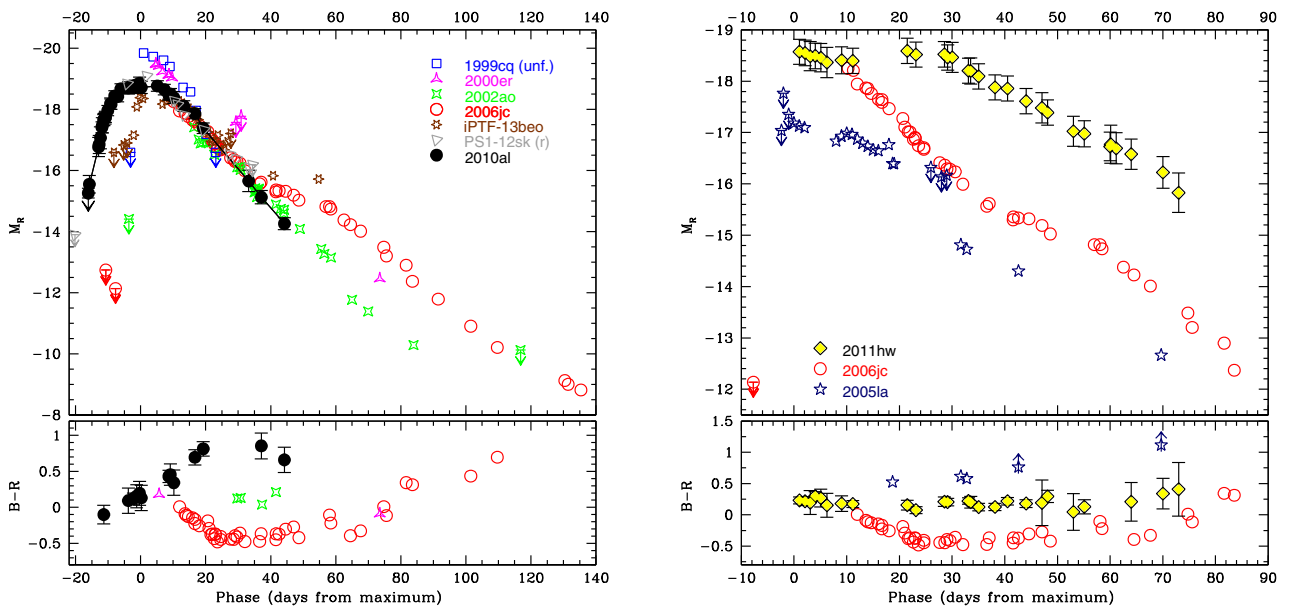 -20 0 20 40 60 80 100 120 140
-20
-18
-16
-14
-12
-10
-8
M_R
1999cq (unf.)
2000er
2002ao
2006jc
iPTF-13beo
PS1-12sk (r)
2010al
1
0.5
0
-0.5
B-R
-20 0 20 40 60 80 100 120 140
Phase (days from maximum)
-10 0 10 20 30 40 50 60 70 80 90
-19
-18
-17
-16
-15
-14
-13
-12
M_R
2011hw
2006jc
2005la
1.5
1
0.5
0
-0.5
B-R
-10 0 10 20 30 40 50 60 70 80 90
Phase (days from maximum)